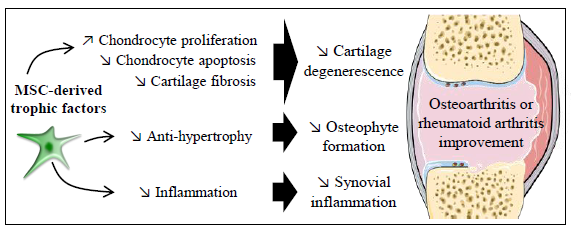 MSC-derived
trophic factors
↗ Chondrocyte proliferation
↘ Chondrocyte apoptosis
↘ Cartilage fibrosis
↘ Cartilage
degenerescence
↘ Anti-hypertrophy
↘ Osteophyte
formation
↘ Inflammation
↘ Synovial
inflammation
Osteoarthritis or
rheumatoid arthritis
improvement